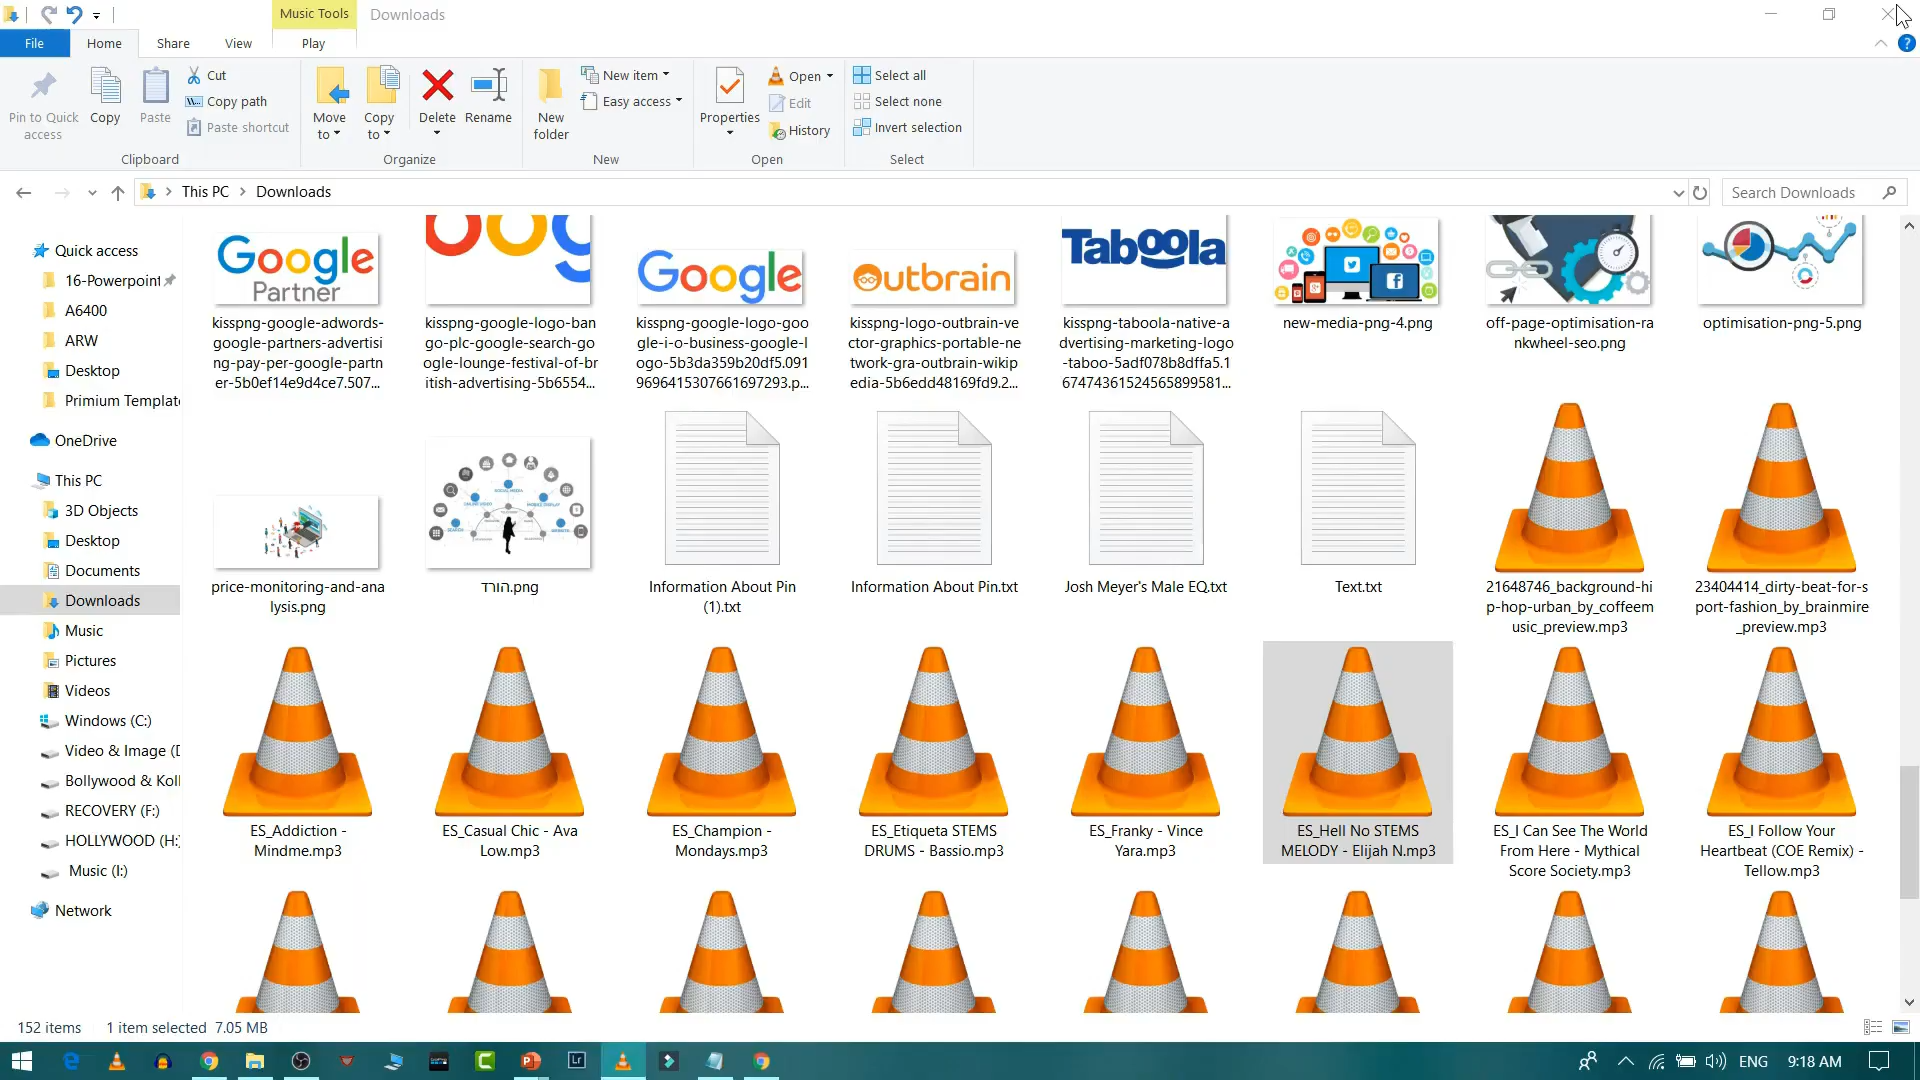 Music Tools
Downloads
File
Home
Share
View
Play
Pin to Quick
access
Copy
Paste
Cut
Copy path
Paste shortcut
Clipboard
Move
to
Copy
to
Delete
Rename
Organize
New
folder
New item
Easy access
New
Properties
Open
Edit
History
Open
Select all
Select none
Invert selection
Select
This PC
Downloads
Search Downloads
Quick access
16-Powerpoint
A6400
ARW
Desktop
Primium Templat
OneDrive
This PC
3D Objects
Desktop
Documents
Downloads
Music
Pictures
Videos
Windows (C:)
Video & Image (D
Bollywood & Koll
RECOVERY (F:)
HOLLYWOOD (H:)
Music (I:)
Network
Google
Partner
Google
Outbrain
Taboola
kisspng-google-adwords-
google-partners-advertisi
ng-pay-per-google-partn
er-5b0ef14e9d4ce7.507...
kisspng-google-logo-ban
go-plc-google-search-go
ogle-lounge-festival-of-br
itish-advertising-5b6554...
kisspng-google-logo-goo
gle-i-o-business-google-l
ogo-5b3da359b20df5.091
9696415307661697293.p...
kisspng-logo-outbrain-ve
ctor-graphics-portable-ne
twork-gra-outbrain-wikip
edia-5b6edd48169fd9.2...
kisspng-taboola-native-a
dvertising-marketing-logo
-taboo-5adf078b8dffa5.1
674743615245658995​81...
new-media-png-4.png
off-page-optimisation-ra
nkwheel-seo.png
optimisation-png-5.png
price-monitoring-and-ana
lysis.png
הורד.png
Information About Pin
(1).txt
Information About Pin.txt
Josh Meyer's Male EQ.txt
Text.txt
21648746_background-hi
p-hop-urban_by_coffeem
usic_preview.mp3
23404414_dirty-beat-for-s
port-fashion_by_brainmire
_preview.mp3
ES_Addiction -
Mindme.mp3
ES_Casual Chic - Ava
Low.mp3
ES_Champion -
Mondays.mp3
ES_Etiqueta STEMS
DRUMS - Bassio.mp3
ES_Franky - Vince
Yara.mp3
ES_Hell No STEMS
MELODY - Elijah N.mp3
ES_I Can See The World
From Here - Mythical
Score Society.mp3
ES_I Follow Your
Heartbeat (COE Remix) -
Tellow.mp3
152 items
1 item selected 7.05 MB
ENG
9:18 AM